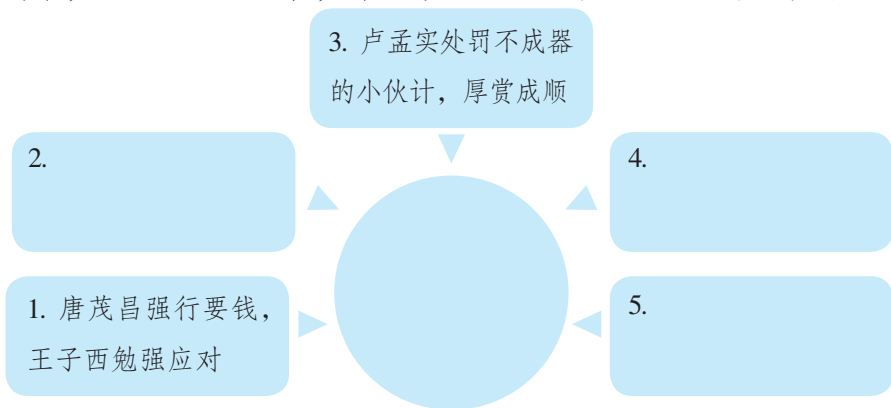 3. 卢孟实处罚不成器
的小伙计，厚赏成顺
2.
4.
1. 唐茂昌强行要钱，
王子西勉强应对
5.